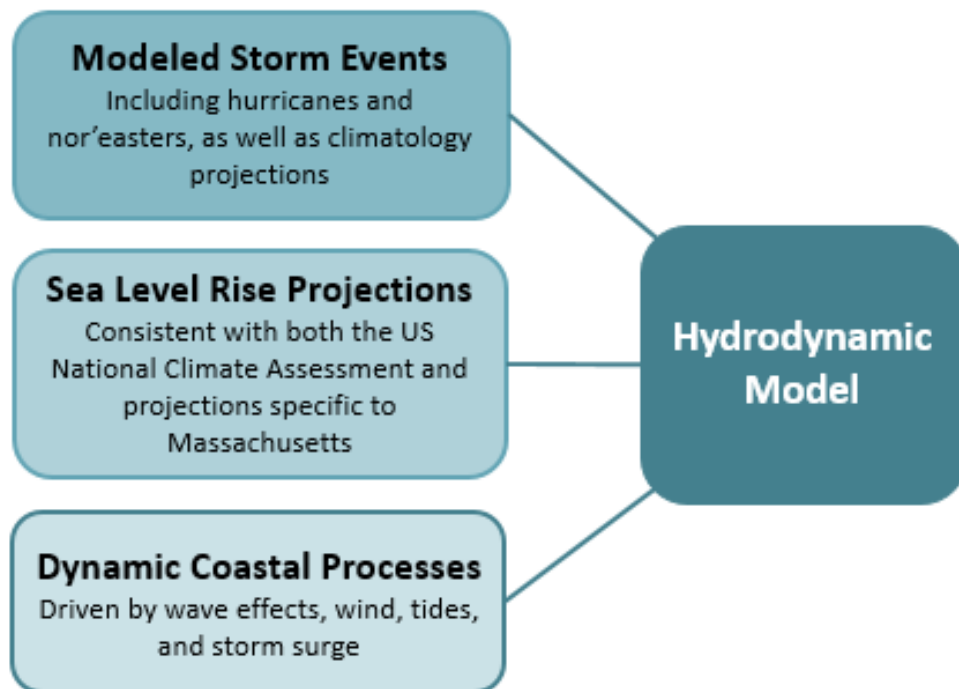 Modeled Storm Events
Including hurricanes and
nor'easters, as well as climatology
projections
Sea Level Rise Projections
Consistent with both the US
National Climate Assessment and
projections specific to
Massachusetts
Dynamic Coastal Processes
Driven by wave effects, wind, tides,
and storm surge
Hydrodynamic
Model